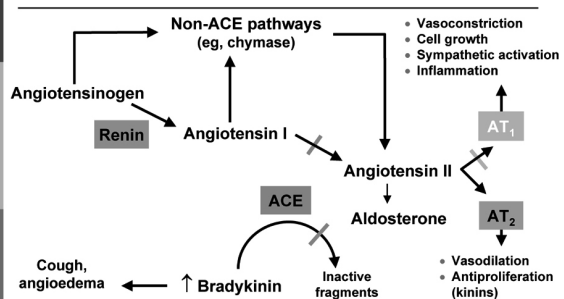 Non-ACE pathways
(eg, chymase)
• Vasoconstriction
• Cell growth
• Sympathetic activation
• Inflammation
Angiotensinogen
Renin
Angiotensin I
AT₁
Angiotensin II
ACE
Aldosterone
AT₂
Cough,
angioedema
↑ Bradykinin
Inactive
fragments
• Vasodilation
• Antiproliferation
(kinins)